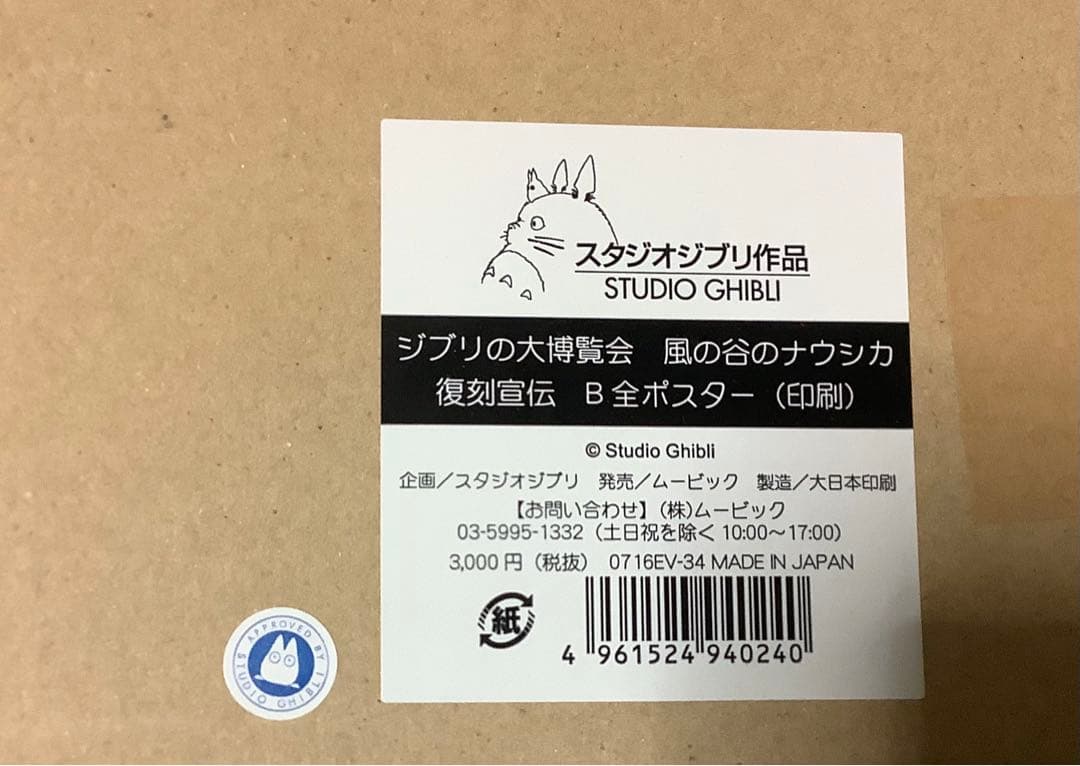 スタジオジブリ作品
STUDIO GHIBLI
ジブリの大博覧会 風の谷のナウシカ
復刻宣伝 B全ポスター（印刷）
© Studio Ghibli
企画／スタジオジブリ 発売／ムービック 製造／大日本印刷
【お問い合わせ】（株）ムービック
03-5995-1332（土日祝を除く 10:00～17:00）
3,000円（税抜） 0716EV-34 MADE IN JAPAN
紙
4 961524 940240
APPROVED BY STUDIO GHIBLI